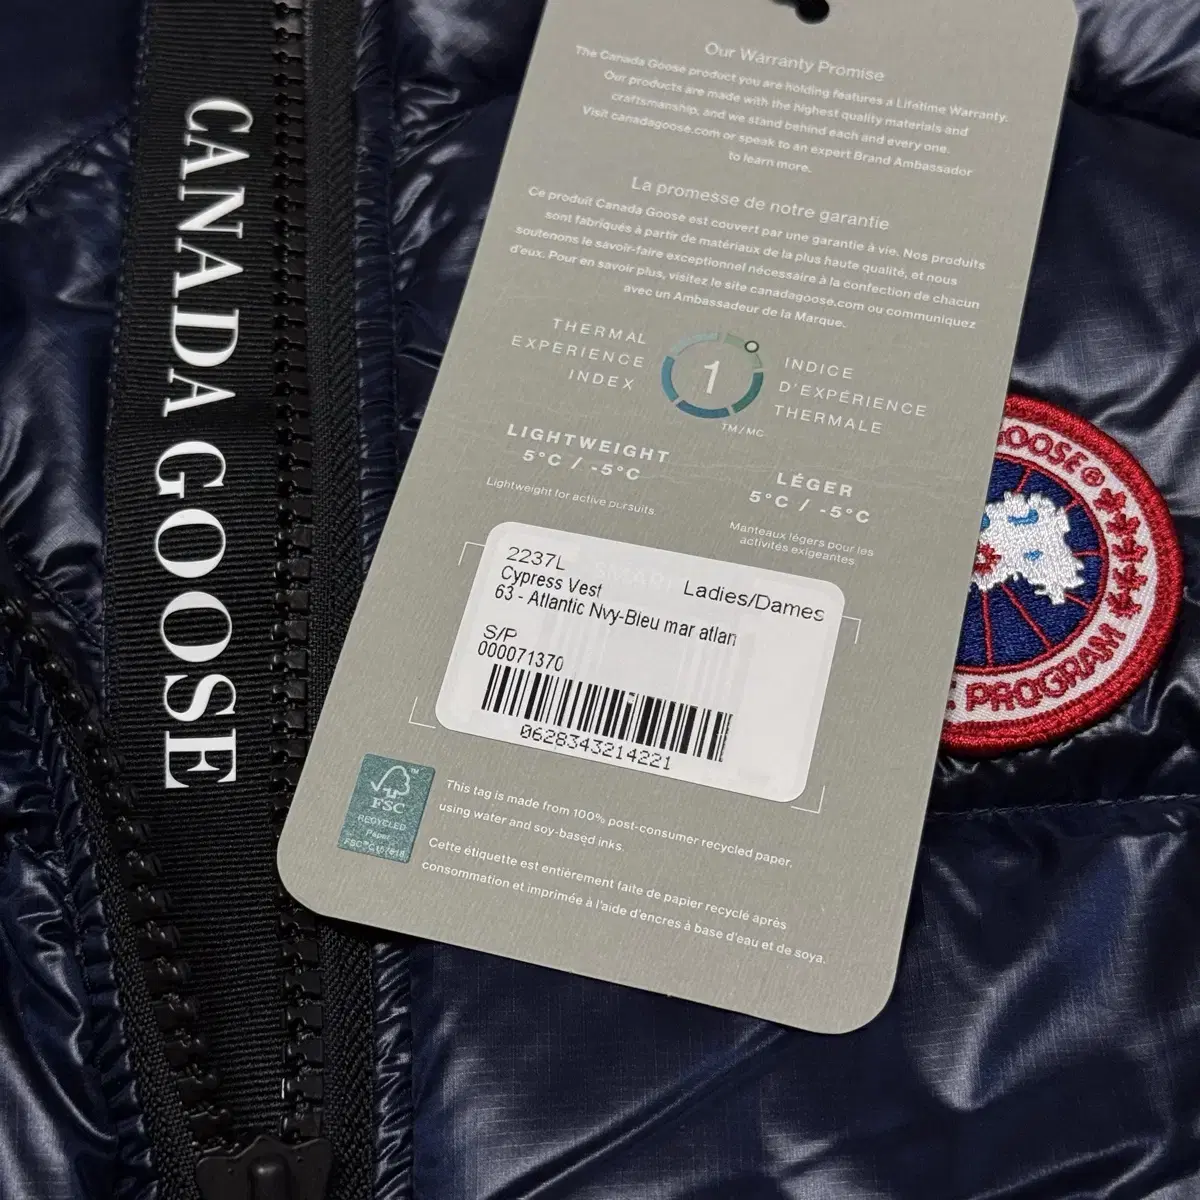 CANADA GOOSE
Our Warranty Promise
The Canada Goose product you are holding features a Lifetime Warranty.
Our products are made with the highest quality materials and
craftsmanship, and we stand behind each and every one.
Visit canadagoose.com or speak to an expert Brand Ambassador
to learn more.
La promesse de notre garantie
Ce produit Canada Goose est couvert par une garantie à vie. Nos produits
sont fabriqués à partir de matériaux de la plus haute qualité, et nous
soutenons le savoir-faire exceptionnel nécessaire à la confection de chacun
d'eux. Pour en savoir plus, visitez le site canadagoose.com ou communiquez
avec un Ambassadeur de la Marque.
THERMAL
EXPERIENCE
INDEX
1
TM/MC
INDICE
D'EXPÉRIENCE
THERMALE
LIGHTWEIGHT
5°C / -5°C
Lightweight for active pursuits.
LÉGER
5°C / -5°C
Manteaux légers pour les
activités exigeantes
2237L
Ladies/Dames
Cypress Vest
63 - Atlantic Nvy-Bleu mar atlan
S/P
000071370
0628343214221
FSC™
RECYCLED
Paper
This tag is made from 100% post-consumer recycled paper,
using water and soy-based inks.
Cette étiquette est entièrement faite de papier recyclé après
consommation et imprimée à l'aide d'encres à base d'eau et de soya.
GOOSE®
PROGRAM